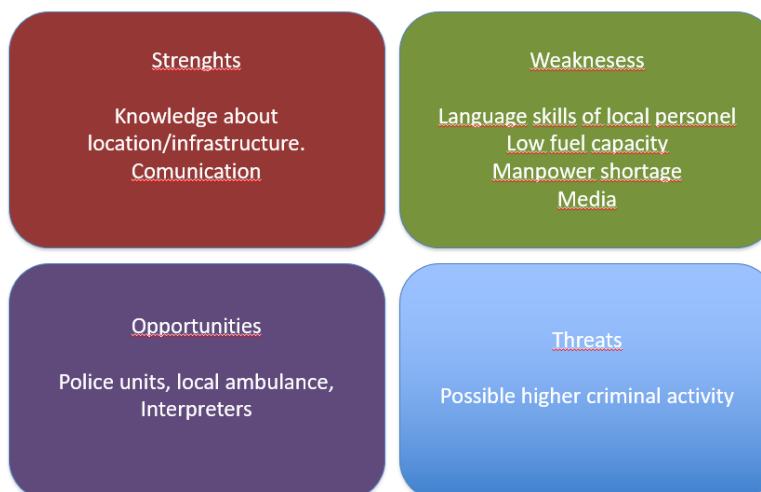 Strenghts
Knowledge about
location/infrastructure.
Comunication
Weaknesess
Language skills of local personel
Low fuel capacity
Manpower shortage
Media
Opportunities
Police units, local ambulance,
Interpreters
Threats
Possible higher criminal activity